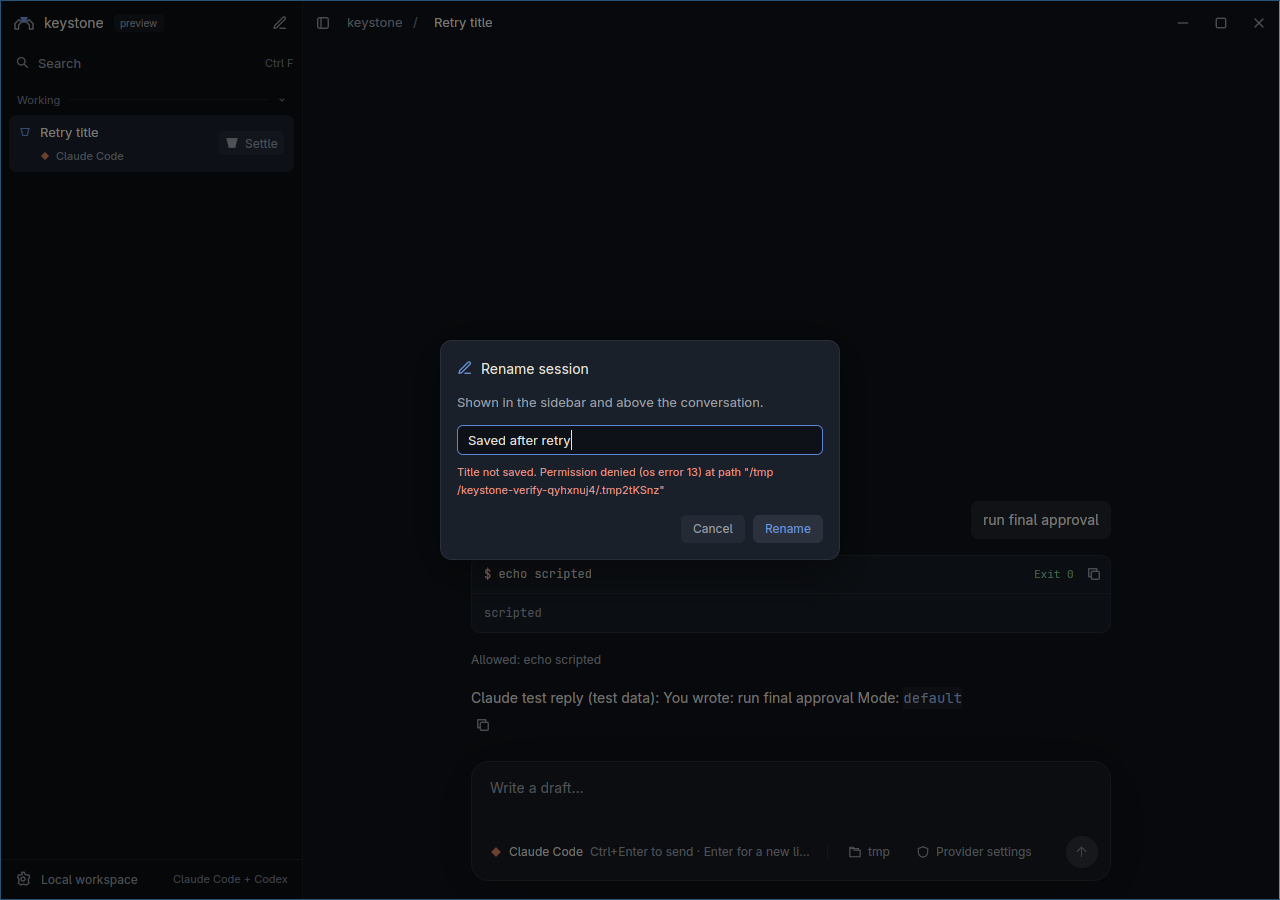 keystone preview
keystone / Retry title
Search Ctrl F
Working
Retry title
Claude Code
Settle
Rename session
Shown in the sidebar and above the conversation.
Saved after retry
Title not saved. Permission denied (os error 13) at path "/tmp
/keystone-verify-qyhxnuj4/.tmp2tKSnz"
Cancel Rename
run final approval
$ echo scripted Exit 0
scripted
Allowed: echo scripted
Claude test reply (test data): You wrote: run final approval Mode: default
Write a draft...
Claude Code Ctrl+Enter to send · Enter for a new li... tmp Provider settings
Local workspace Claude Code + Codex